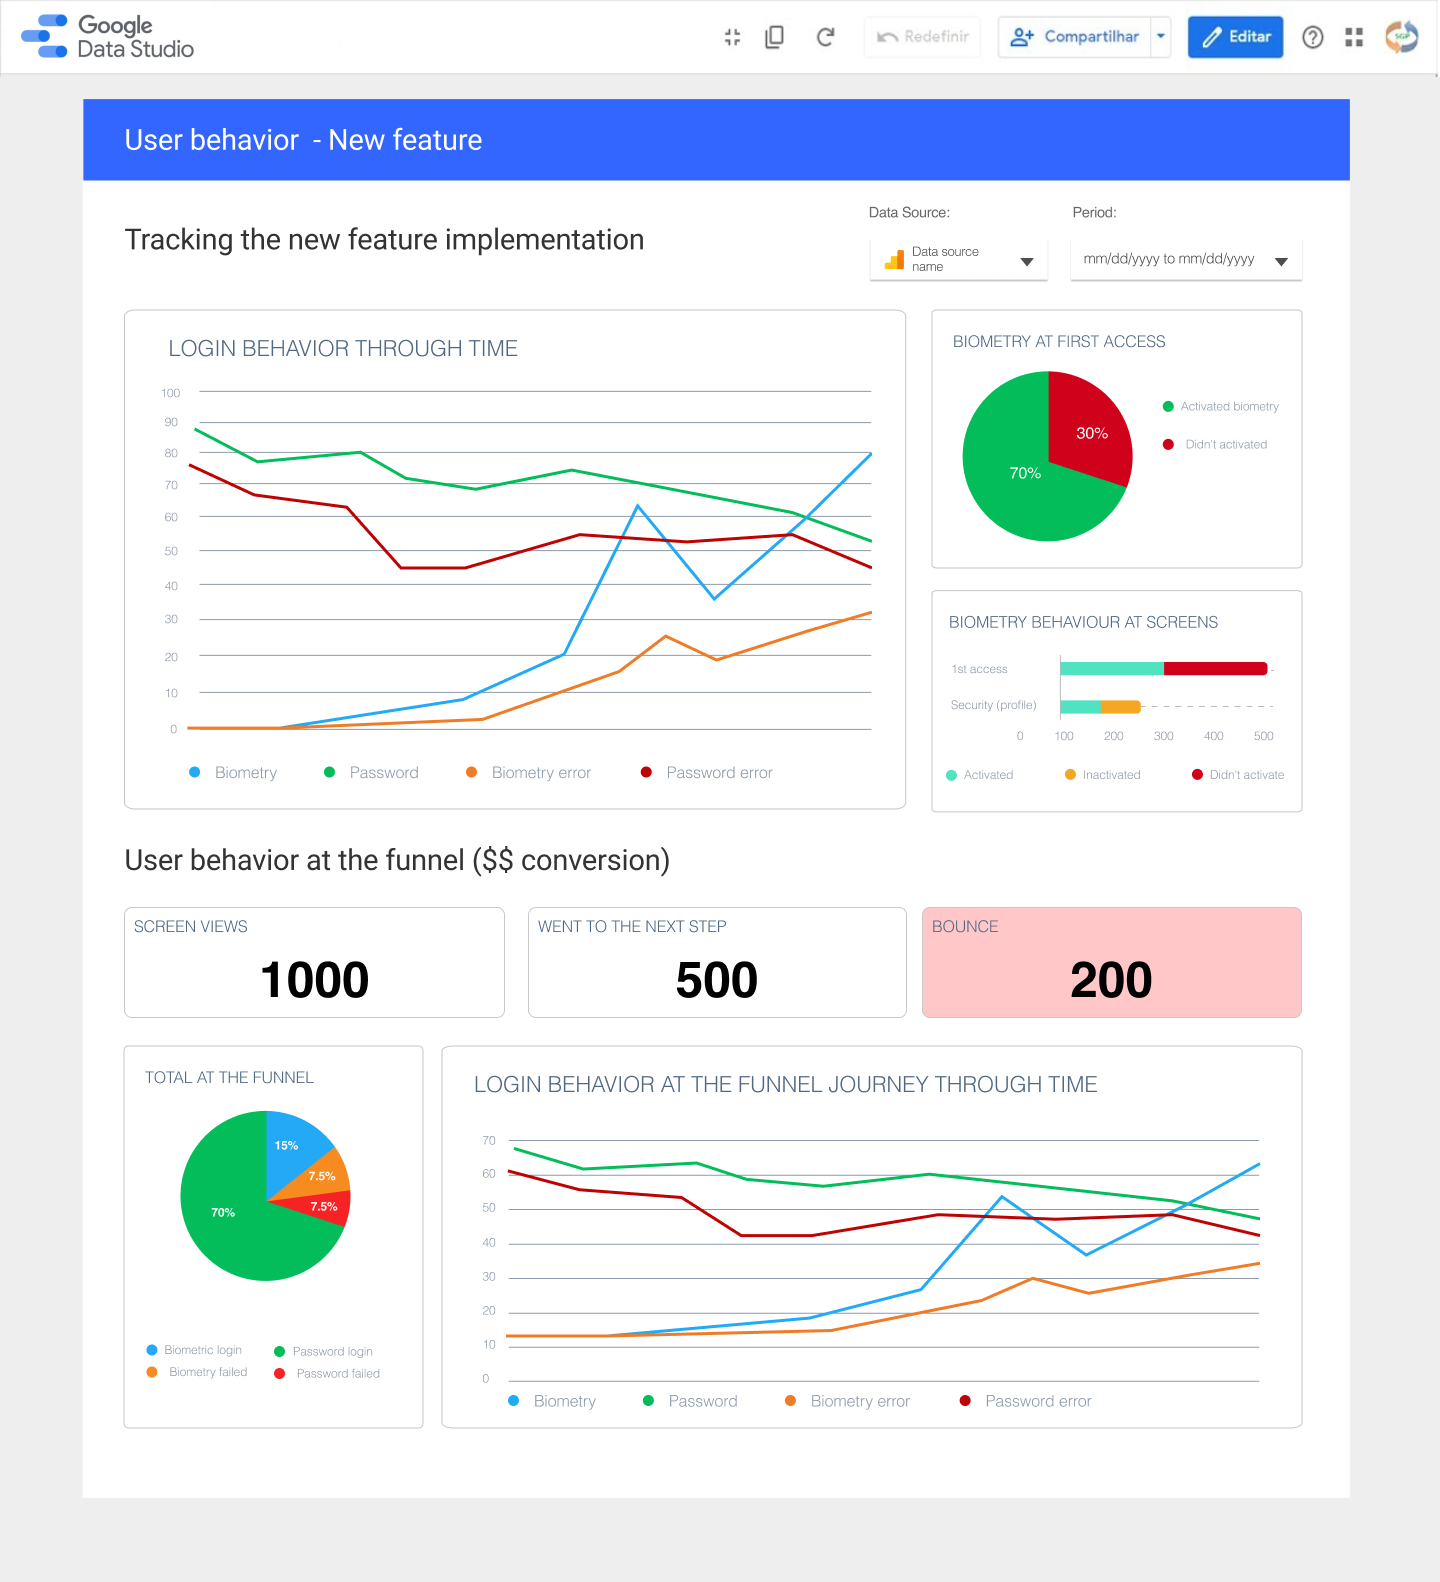 Google
Data Studio
Redefinir
Compartilhar
Editar
User behavior - New feature
Tracking the new feature implementation
Data Source:
Period:
Data source
name
mm/dd/yyyy to mm/dd/yyyy
LOGIN BEHAVIOR THROUGH TIME
100
90
80
70
60
50
40
30
20
10
0
Biometry
Password
Biometry error
Password error
BIOMETRY AT FIRST ACCESS
30%
70%
Activated biometry
Didn't activated
BIOMETRY BEHAVIOUR AT SCREENS
1st access
Security (profile)
0 100 200 300 400 500
Activated
Inactivated
Didn't activate
User behavior at the funnel ($$ conversion)
SCREEN VIEWS
1000
WENT TO THE NEXT STEP
500
BOUNCE
200
TOTAL AT THE FUNNEL
15%
7.5%
7.5%
70%
Biometric login
Password login
Biometry failed
Password failed
LOGIN BEHAVIOR AT THE FUNNEL JOURNEY THROUGH TIME
70
60
50
40
30
20
10
0
Biometry
Password
Biometry error
Password error